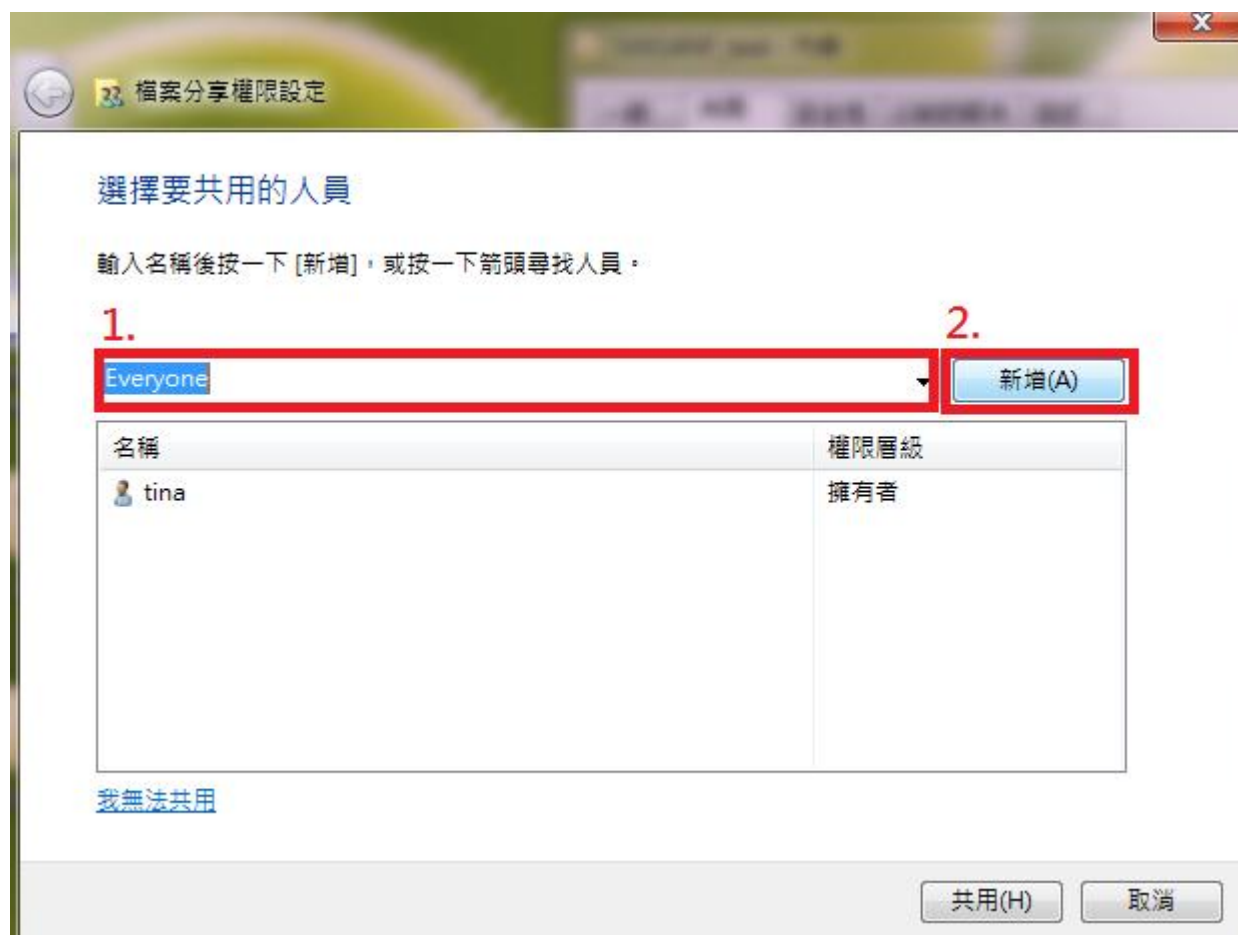 檔案分享權限設定
選擇要共用的人員
輸入名稱後按一下 [新增]，或按一下箭頭尋找人員。
1.
2.
Everyone
新增(A)
名稱
權限層級
tina
擁有者
我無法共用
共用(H)
取消